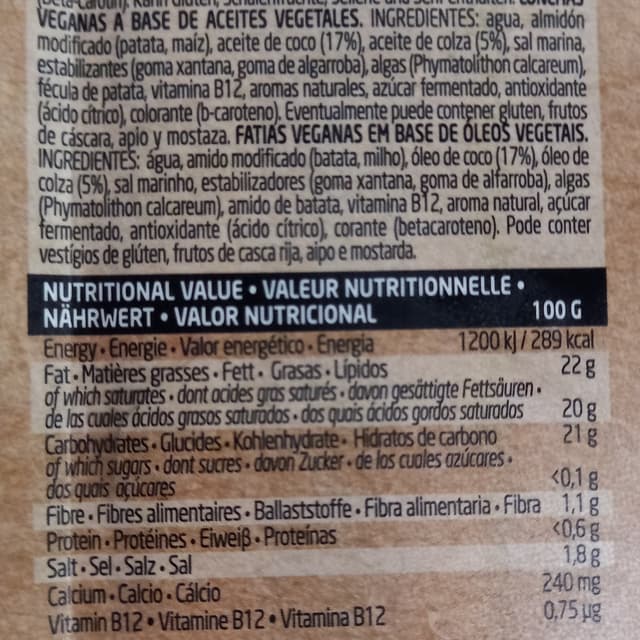 VEGANAS A BASE DE ACEITES VEGETALES. INGREDIENTES: agua, almidón
modificado (patata, maíz), aceite de coco (17%), aceite de colza (5%), sal marina,
estabilizantes (goma xantana, goma de algarroba), algas (Phymatolithon calcareum),
fécula de patata, vitamina B12, aromas naturales, azúcar fermentado, antioxidante
(ácido cítrico), colorante (b-caroteno). Eventualmente puede contener gluten, frutos
de cáscara, apio y mostaza. FATIAS VEGANAS EM BASE DE ÓLEOS VEGETAIS.
INGREDIENTES: água, amido modificado (batata, milho), óleo de coco (17%), óleo de
colza (5%), sal marinho, estabilizadores (goma xantana, goma de alfarroba), algas
(Phymatolithon calcareum), amido de batata, vitamina B12, aroma natural, açúcar
fermentado, antioxidante (ácido cítrico), corante (betacaroteno). Pode conter
vestígios de glúten, frutos de casca rija, aipo e mostarda.
NUTRITIONAL VALUE • VALEUR NUTRITIONNELLE •
NÄHRWERT • VALOR NUTRICIONAL 100 G
Energy • Energie • Valor energético • Energia 1200 kJ / 289 kcal
Fat • Matières grasses • Fett • Grasas • Lípidos 22 g
of which saturates • dont acides gras saturés • davon gesättigte Fettsäuren •
de las cuales ácidos grasos saturados • dos quais ácidos gordos saturados 20 g
Carbohydrates • Glucides • Kohlenhydrate • Hidratos de carbono 21 g
of which sugars • dont sucres • davon Zucker • de los cuales azúcares •
dos quais açúcares <0,1 g
Fibre • Fibres alimentaires • Ballaststoffe • Fibra alimentaria • Fibra 1,1 g
Protein • Protéines • Eiweiß • Proteínas <0,6 g
Salt • Sel • Salz • Sal 1,8 g
Calcium • Calcio • Cálcio 240 mg
Vitamin B12 • Vitamine B12 • Vitamina B12 0,75 µg